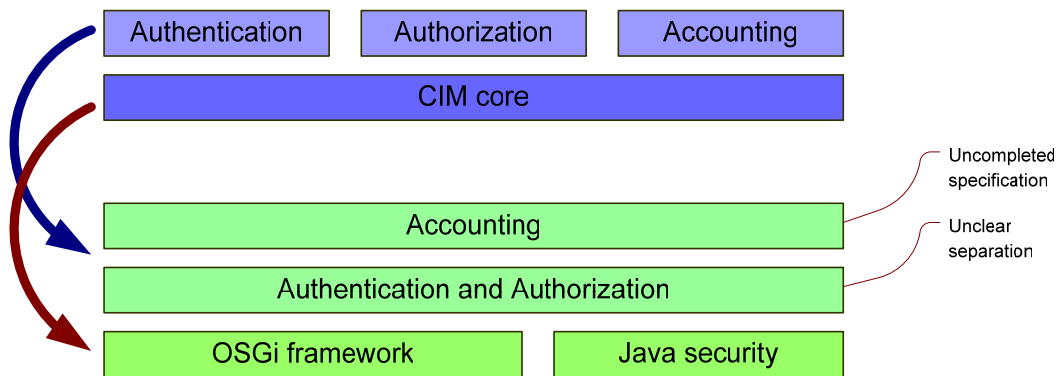 Authentication
Authorization
Accounting
CIM core
Uncompleted
specification
Accounting
Unclear
separation
Authentication and Authorization
OSGi framework
Java security